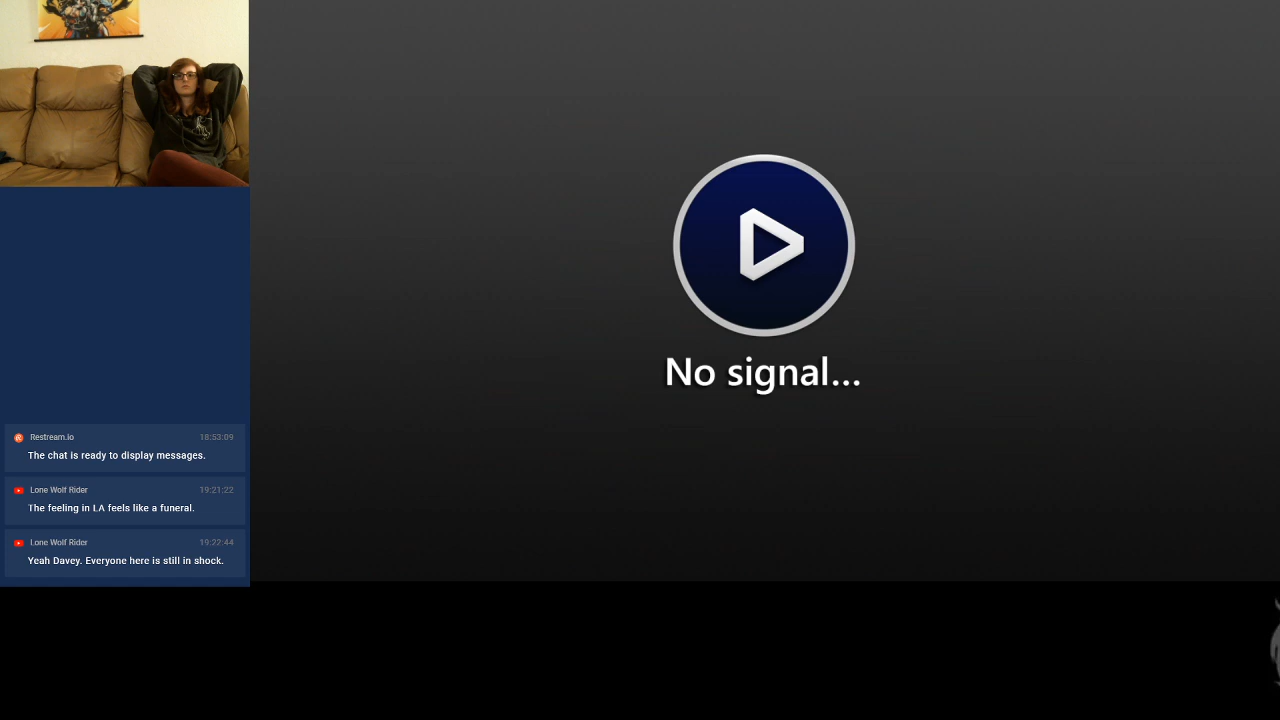 No signal...
Restream.io
18:53:09
The chat is ready to display messages.
Lone Wolf Rider
19:21:22
The feeling in LA feels like a funeral.
Lone Wolf Rider
19:22:44
Yeah Davey. Everyone here is still in shock.